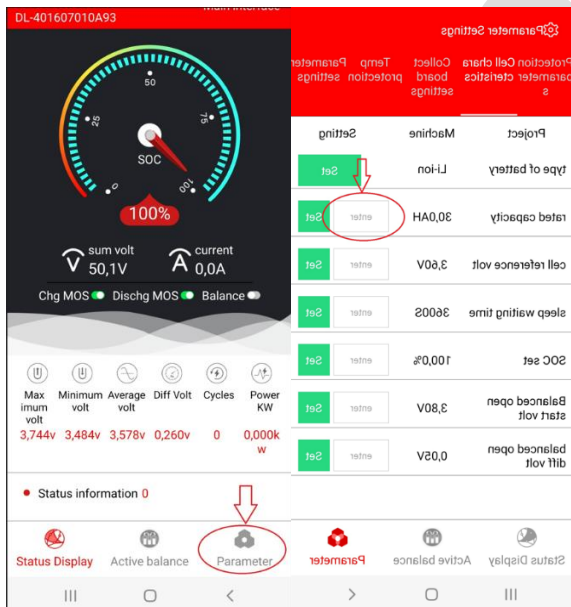 DL-401607010A93
Main Interface
50
25
75
SOC
0
100
100%
sum volt
50,1V
current
0,0A
Chg MOS
Dischg MOS
Balance
Max
imum
volt
Minimum
volt
Average
volt
Diff Volt
Cycles
Power
KW
3,744v
3,484v
3,578v
0,260v
0
0,000k
w
Status information 0
Status Display
Active balance
Parameter
Parameter Settings
Protection
parameter
s
Cell chara
cteristics
Collect
board
settings
Temp
protection
Parameter
settings
Project Machine Setting
type of battery Li-ion Set
rated capacity 30,0AH enter Set
cell reference volt 3,60V enter Set
sleep waiting time 3600S enter Set
SOC set 100,0% enter Set
Balanced open
start volt
3,80V enter Set
balanced open
diff volt
0,05V enter Set
Status Display
Active balance
Parameter